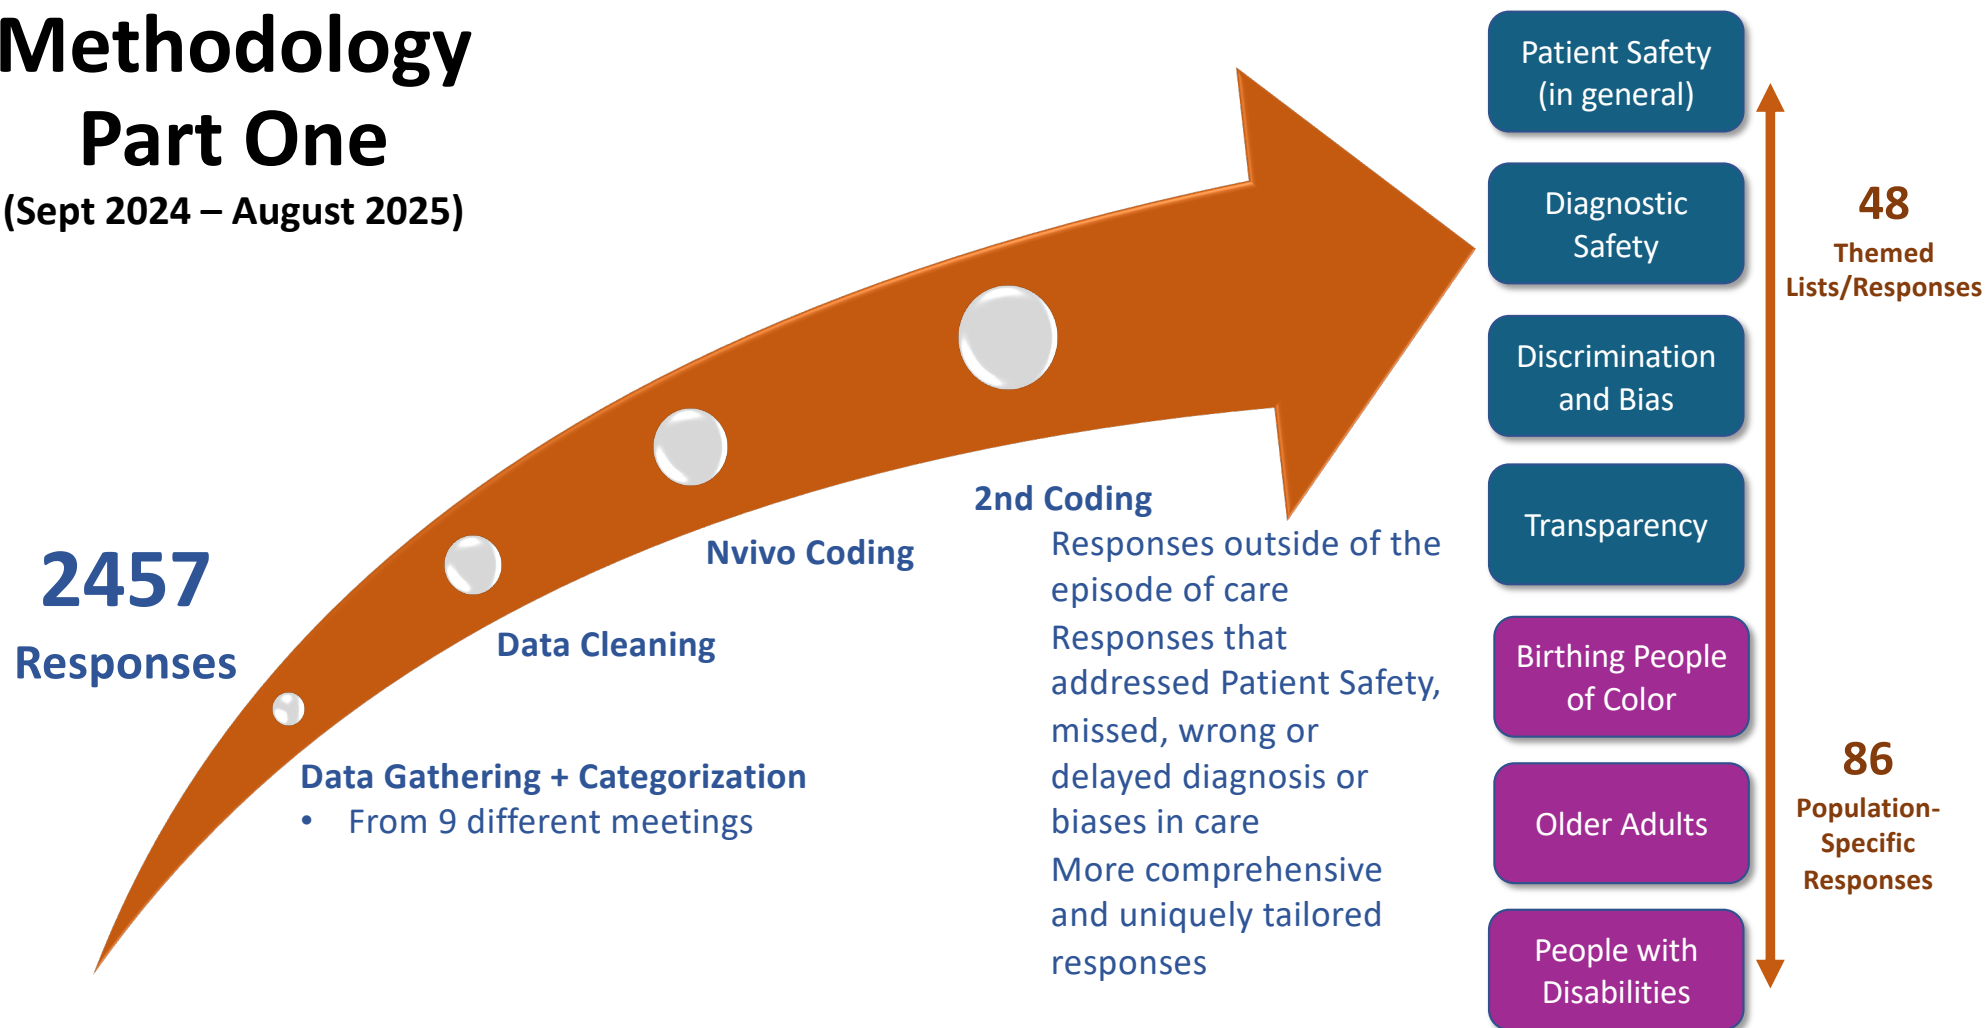 Methodology
Part One
(Sept 2024 – August 2025)
2457
Responses
Data Gathering + Categorization
• From 9 different meetings
Data Cleaning
Nvivo Coding
2nd Coding
Responses outside of the
episode of care
Responses that
addressed Patient Safety,
missed, wrong or
delayed diagnosis or
biases in care
More comprehensive
and uniquely tailored
responses
Patient Safety
(in general)
Diagnostic
Safety
Discrimination
and Bias
Transparency
Birthing People
of Color
Older Adults
People with
Disabilities
48
Themed
Lists/Responses
86
Population-
Specific
Responses